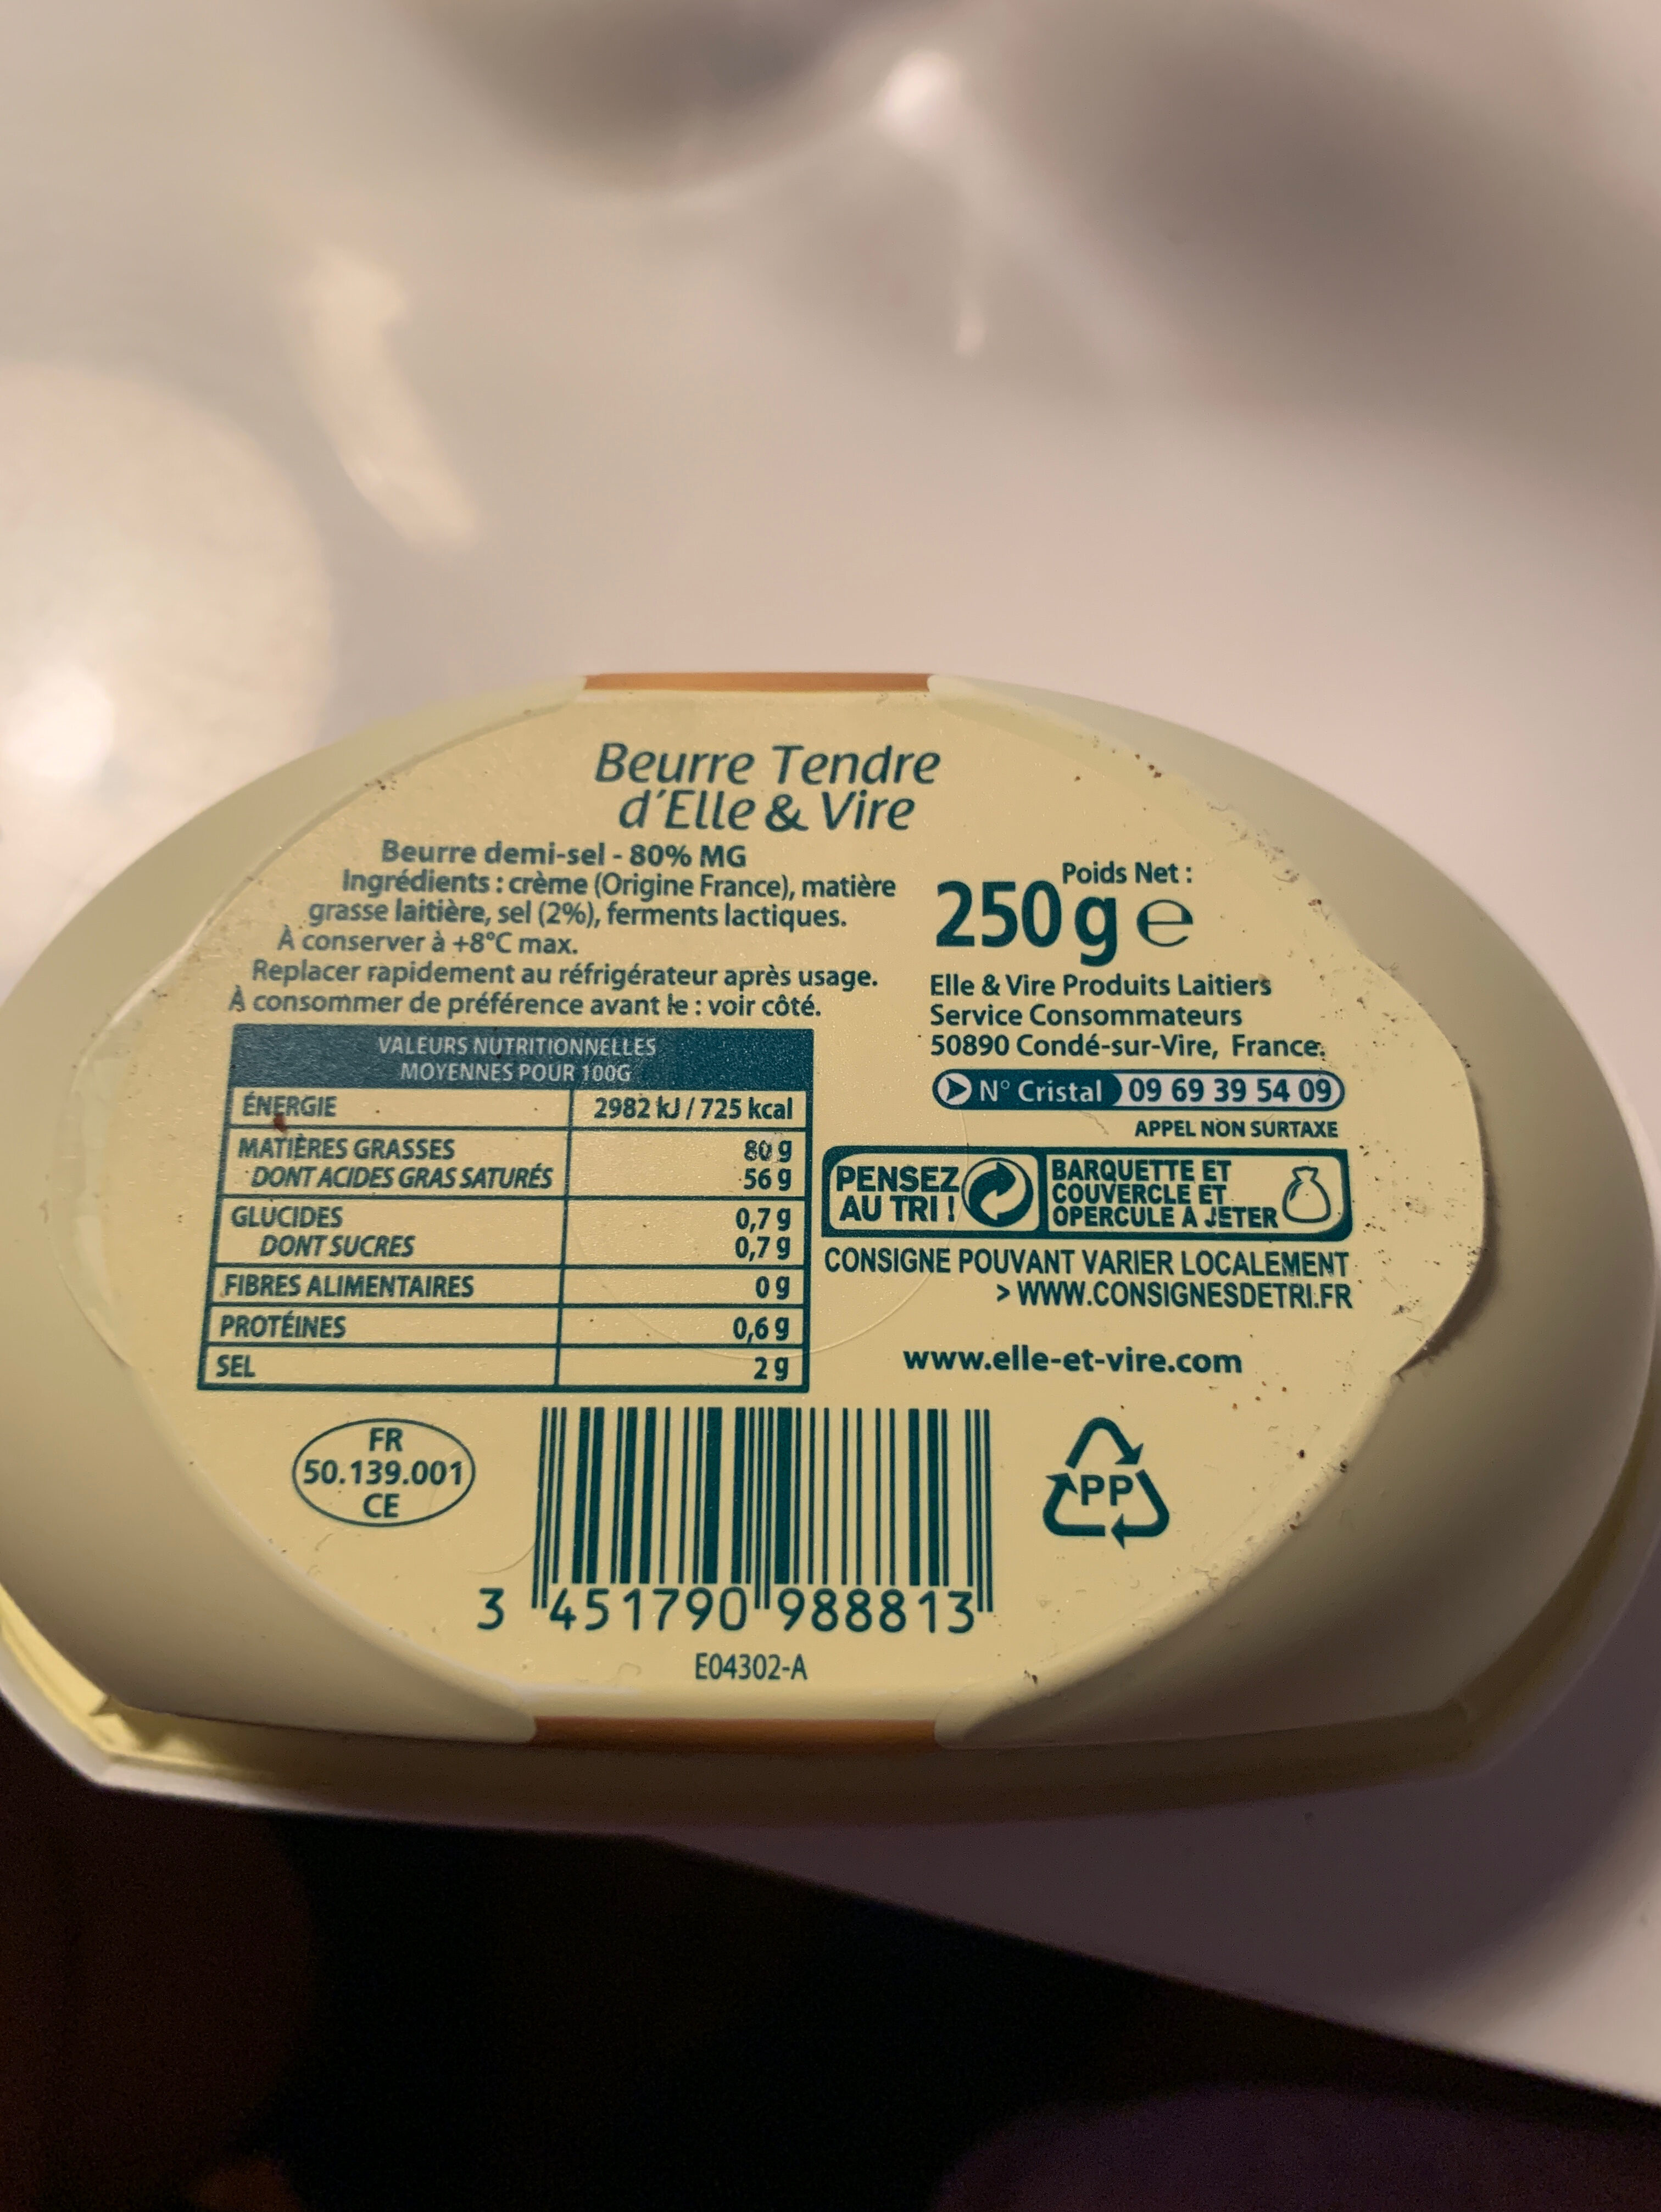 Beurre Tendre
d'Elle & Vire
Beurre demi-sel - 80% MG
Ingrédients : crème (Origine France), matière
grasse laitière, sel (2%), ferments lactiques.
À conserver à +8°C max.
Replacer rapidement au réfrigérateur après usage.
À consommer de préférence avant le : voir côté.
Poids Net :
250 g e
Elle & Vire Produits Laitiers
Service Consommateurs
50890 Condé-sur-Vire, France.
N° Cristal 09 69 39 54 09
APPEL NON SURTAXE
VALEURS NUTRITIONNELLES
MOYENNES POUR 100G
ÉNERGIE 2982 kJ / 725 kcal
MATIÈRES GRASSES 80 g
DONT ACIDES GRAS SATURÉS 56 g
GLUCIDES 0,7 g
DONT SUCRES 0,7 g
FIBRES ALIMENTAIRES 0 g
PROTÉINES 0,6 g
SEL 2 g
PENSEZ
AU TRI !
BARQUETTE ET
COUVERCLE ET
OPERCULE À JETER
CONSIGNE POUVANT VARIER LOCALEMENT
> WWW.CONSIGNESDETRI.FR
www.elle-et-vire.com
FR
50.139.001
CE
PP
3 451790 988813
E04302-A